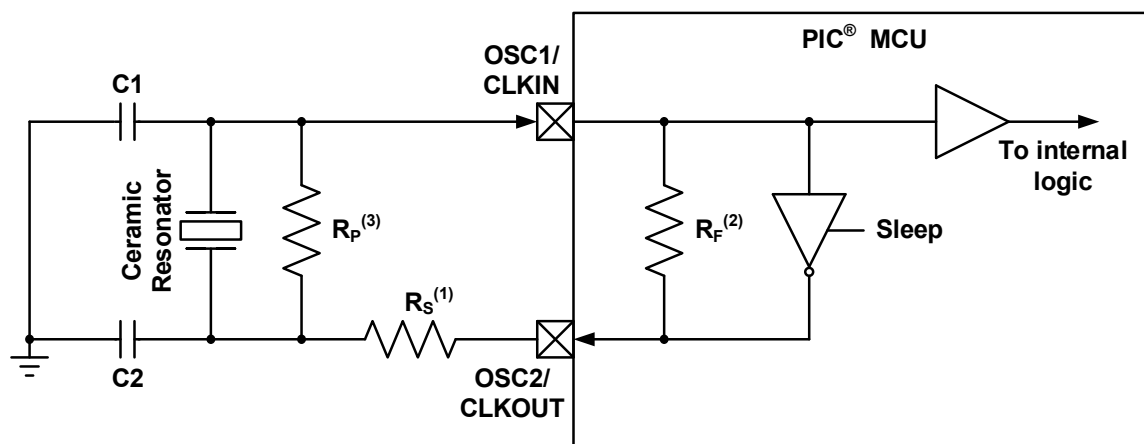 PIC® MCU
OSC1/
CLKIN
C1
To internal
logic
Ceramic
Resonator
RP(3)
RF(2)
Sleep
RS(1)
C2
OSC2/
CLKOUT